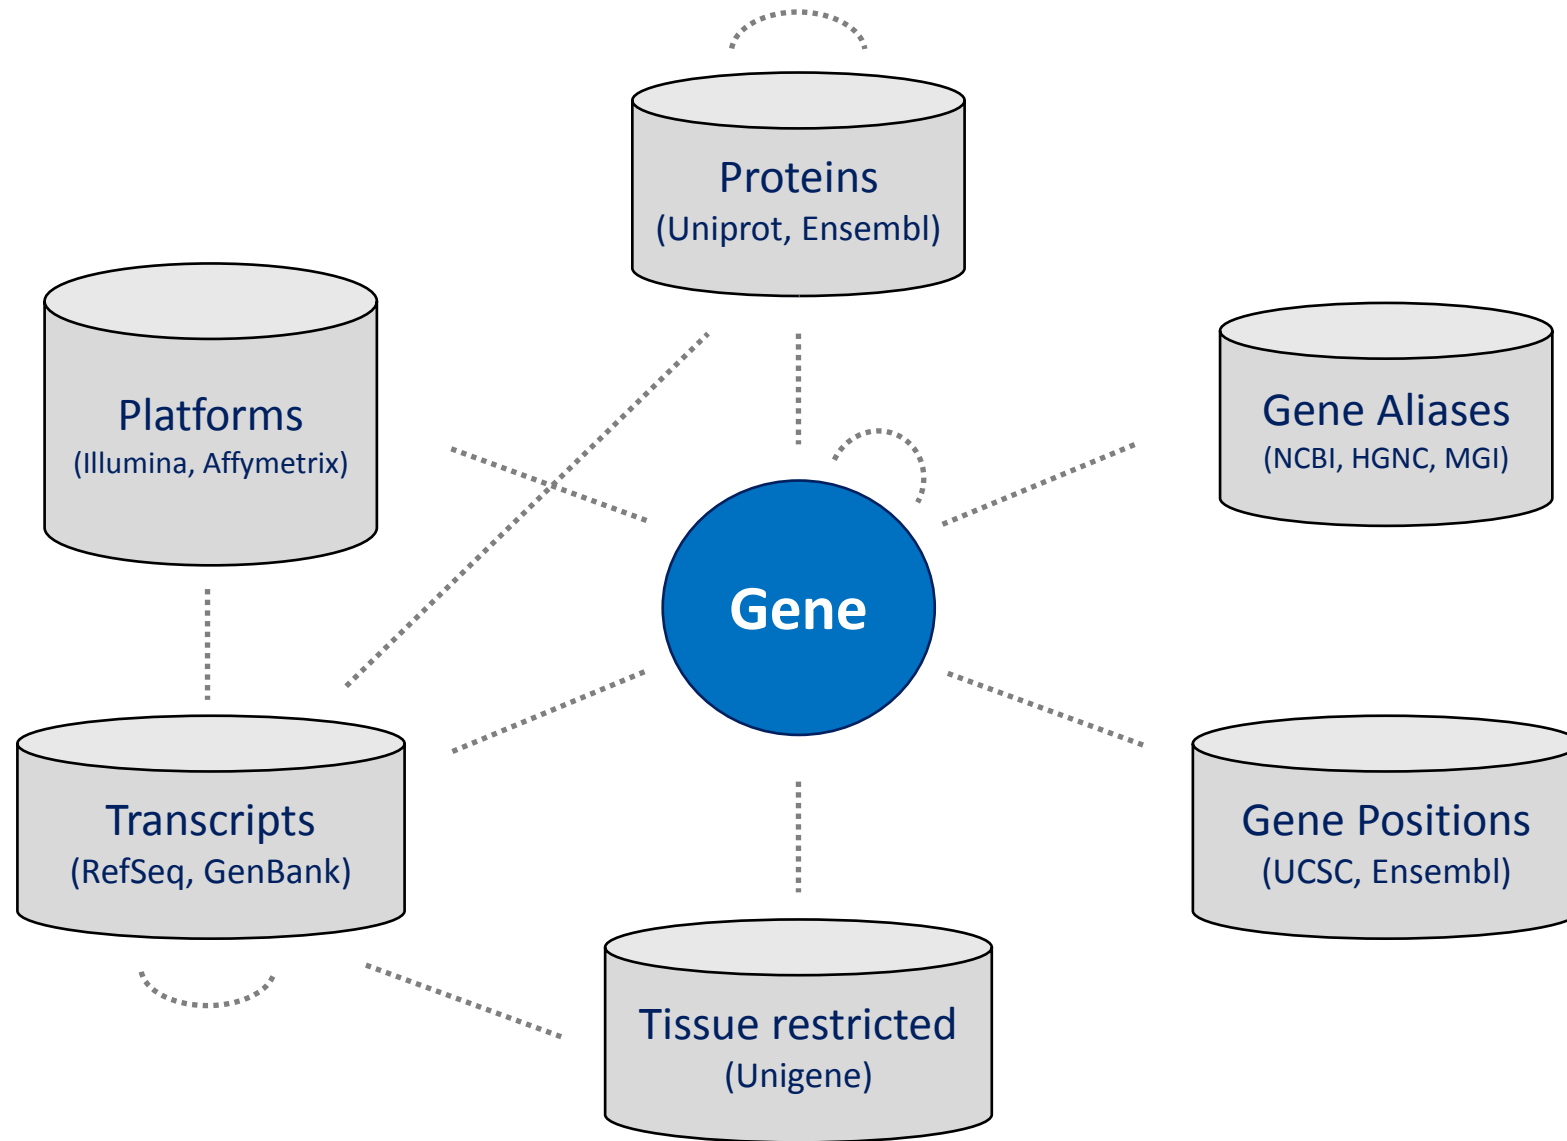 Proteins
(Uniprot, Ensembl)
Platforms
(Illumina, Affymetrix)
Gene Aliases
(NCBI, HGNC, MGI)
Gene
Transcripts
(RefSeq, GenBank)
Gene Positions
(UCSC, Ensembl)
Tissue restricted
(Unigene)